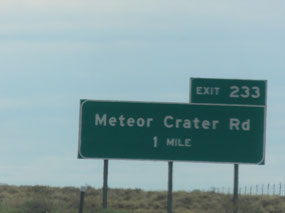 EXIT 233
Meteor Crater Rd
1 MILE